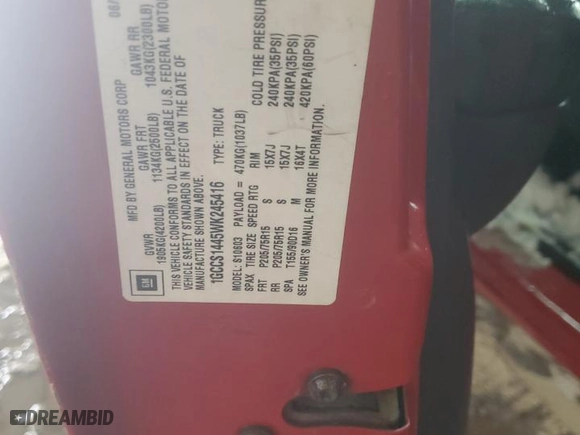 MFD BY GENERAL MOTORS CORP 08/
GVWR GAWR FRT GAWR RR
1905KG(4200LB) 1134KG(2500LB) 1043KG(2300LB)
THIS VEHICLE CONFORMS TO ALL APPLICABLE U.S. FEDERAL MOTOR
VEHICLE SAFETY STANDARDS IN EFFECT ON THE DATE OF
MANUFACTURE SHOWN ABOVE.
1GCCS1445WK245416 TYPE: TRUCK
MODEL: S10603 PAYLOAD = 470KG(1037LB)
SPAX TIRE SIZE SPEED RTG RIM COLD TIRE PRESSURE
FRT P205/75R15 S 15X7J 240KPA(35PSI)
RR P205/75R15 S 15X7J 240KPA(35PSI)
SPA T155/90D16 M 16X4T 420KPA(60PSI)
SEE OWNER'S MANUAL FOR MORE INFORMATION.
GM
DREAMBID